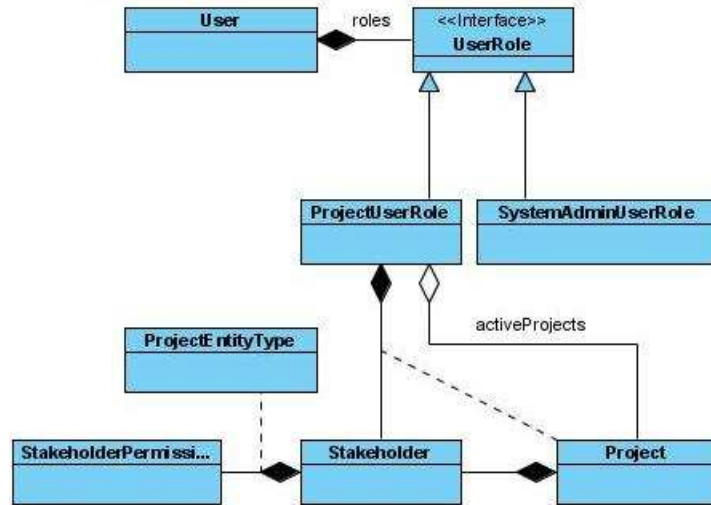 User
roles
<<Interface>>
UserRole
ProjectUserRole
SystemAdminUserRole
activeProjects
ProjectEntityType
StakeholderPermissi...
Stakeholder
Project